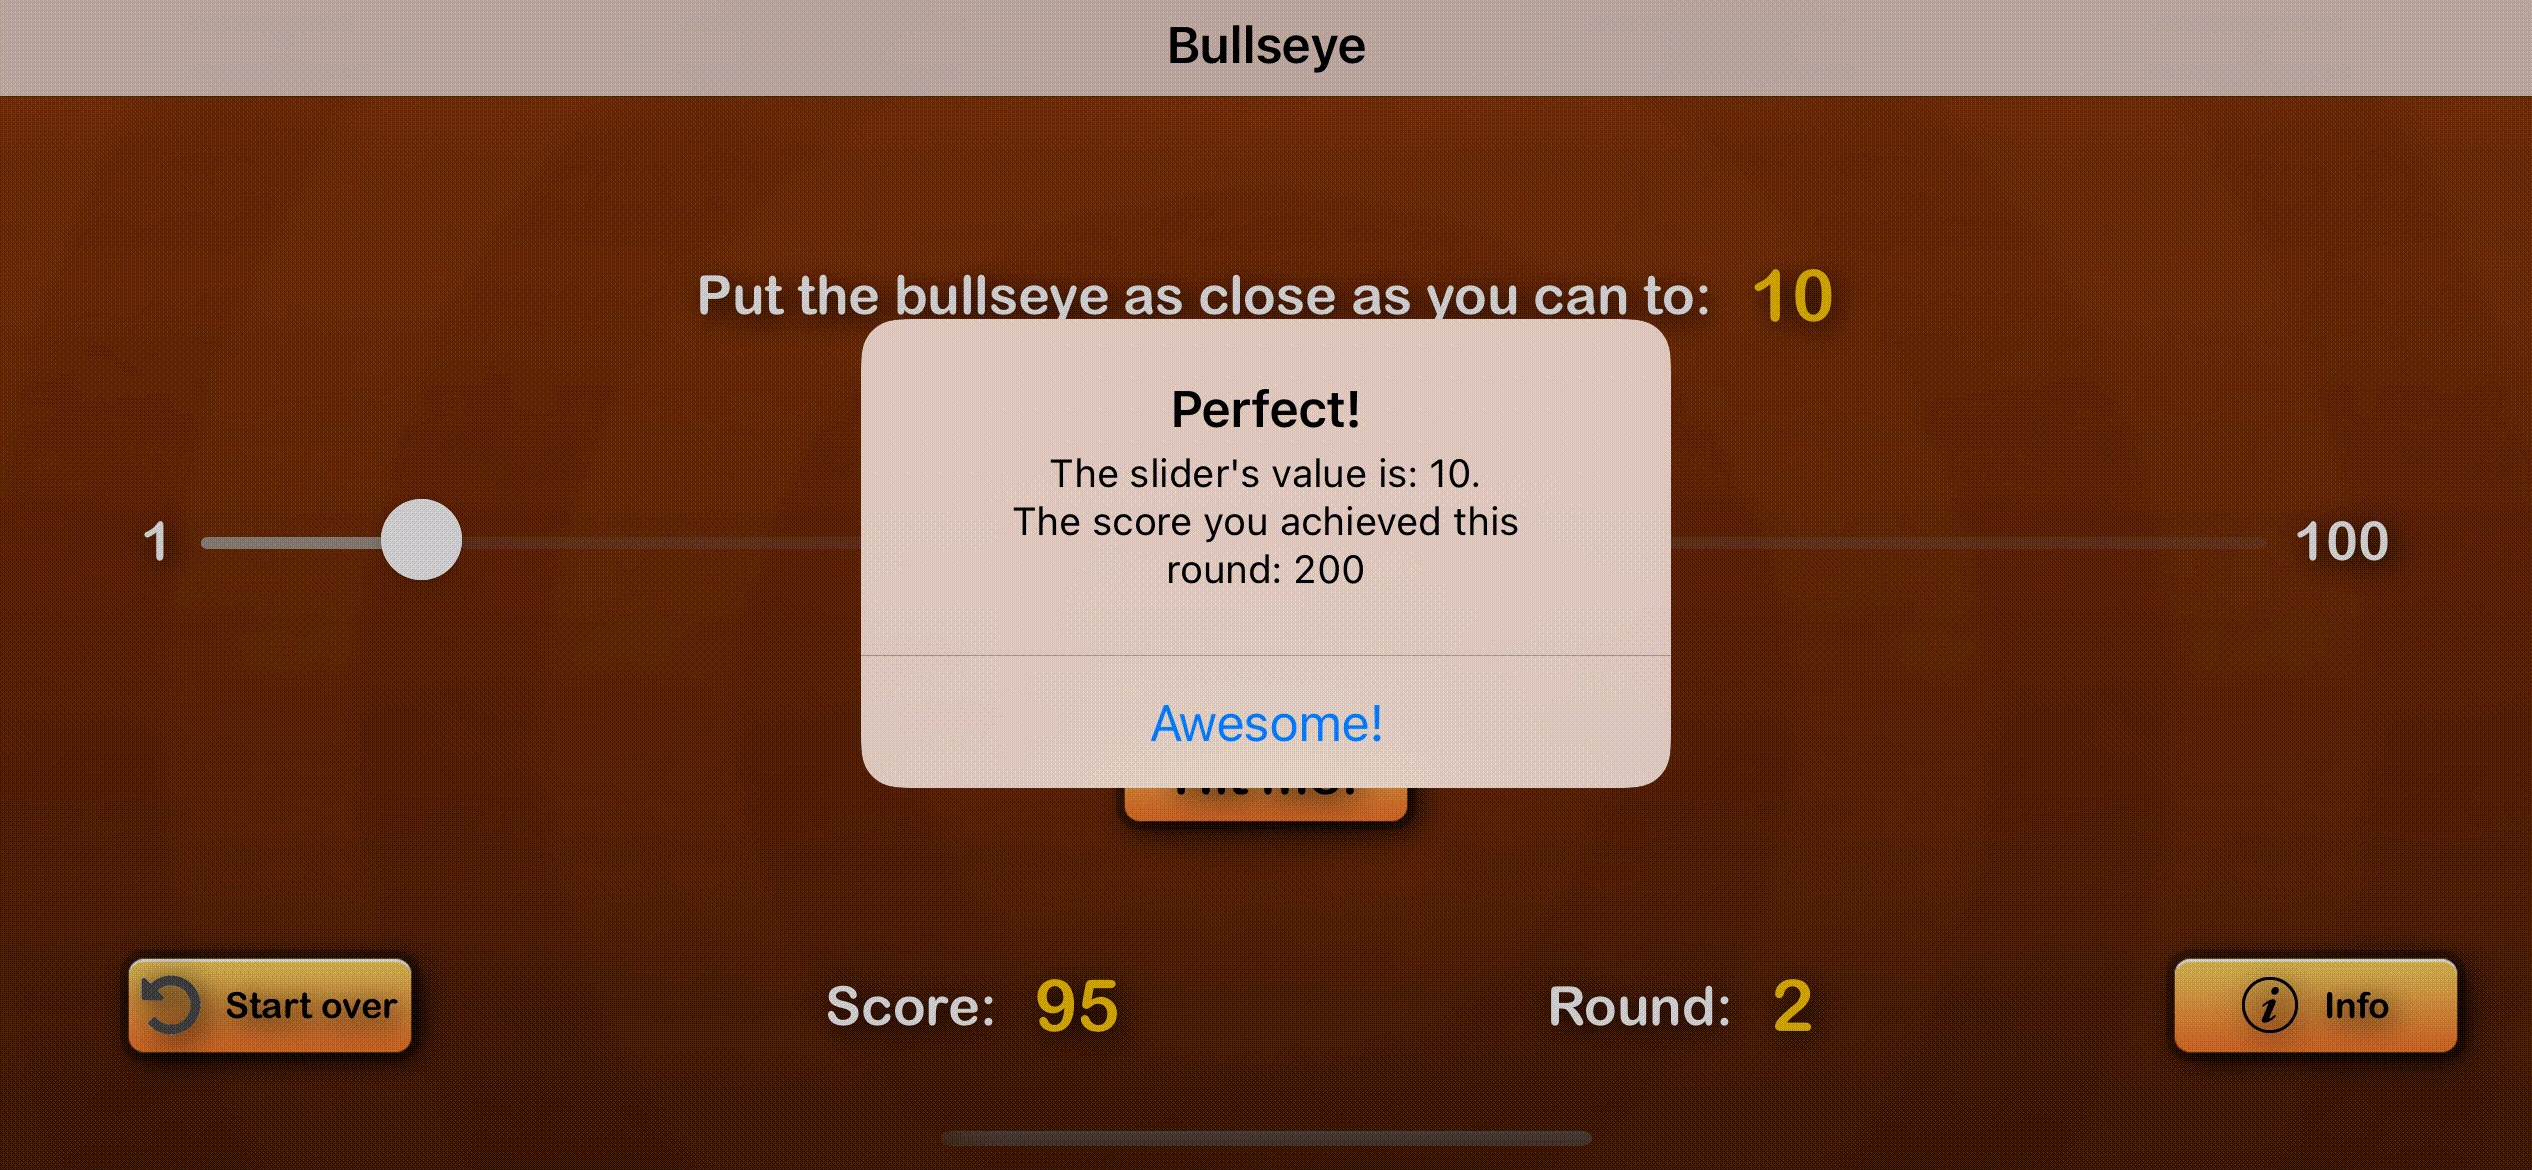 Bullseye
Put the bullseye as close as you can to: 10
Perfect!
The slider's value is: 10.
The score you achieved this
round: 200
1
100
Awesome!
Start over
Score: 95
Round: 2
Info